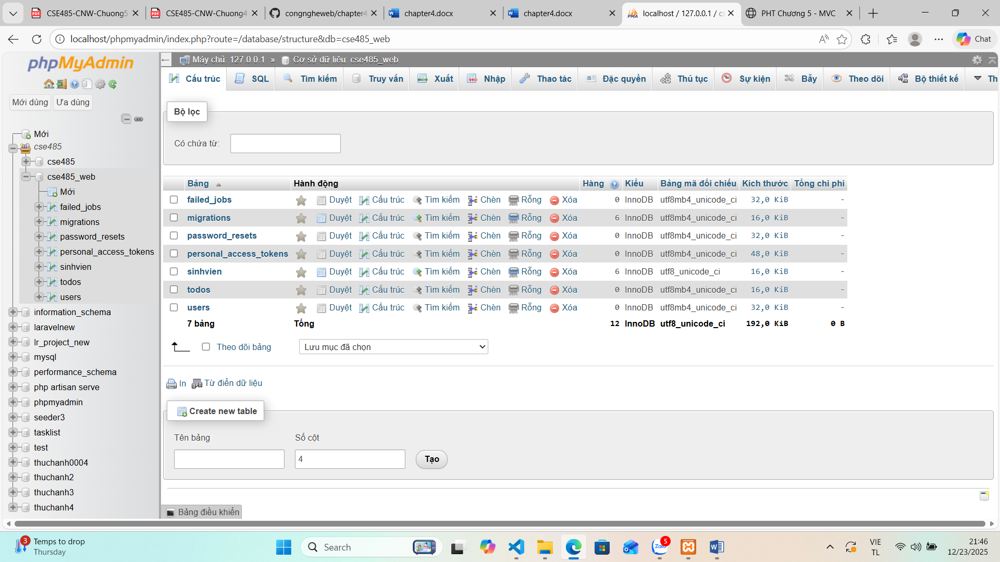 CSE485-CNW-Chuong5
CSE485-CNW-Chuong4
congngheweb/chapter4
chapter4.docx
chapter4.docx
localhost / 127.0.0.1 / cs
PHT Chương 5 - MVC
localhost/phpmyadmin/index.php?route=/database/structure&db=cse485_web
Chat
phpMyAdmin
Mới dùng
Ưa dùng
Mới
cse485
cse485
cse485_web
Mới
failed_jobs
migrations
password_resets
personal_access_tokens
sinhvien
todos
users
information_schema
laravelnew
lr_project_new
mysql
performance_schema
php artisan serve
phpmyadmin
seeder3
tasklist
test
thuchanh0004
thuchanh2
thuchanh3
thuchanh4
Máy chủ: 127.0.0.1 » Cơ sở dữ liệu: cse485_web
Cấu trúc SQL Tìm kiếm Truy vấn Xuất Nhập Thao tác Đặc quyền Thủ tục Sự kiện Bẫy Theo dõi Bộ thiết kế Th
Bộ lọc
Có chứa từ:
Bảng Hành động Hàng Kiểu Bảng mã đối chiếu Kích thước Tổng chi phí
failed_jobs Duyệt Cấu trúc Tìm kiếm Chèn Rỗng Xóa 0 InnoDB utf8mb4_unicode_ci 32,0 KiB -
migrations Duyệt Cấu trúc Tìm kiếm Chèn Rỗng Xóa 6 InnoDB utf8mb4_unicode_ci 16,0 KiB -
password_resets Duyệt Cấu trúc Tìm kiếm Chèn Rỗng Xóa 0 InnoDB utf8mb4_unicode_ci 32,0 KiB -
personal_access_tokens Duyệt Cấu trúc Tìm kiếm Chèn Rỗng Xóa 0 InnoDB utf8mb4_unicode_ci 48,0 KiB -
sinhvien Duyệt Cấu trúc Tìm kiếm Chèn Rỗng Xóa 6 InnoDB utf8_unicode_ci 16,0 KiB -
todos Duyệt Cấu trúc Tìm kiếm Chèn Rỗng Xóa 0 InnoDB utf8mb4_unicode_ci 16,0 KiB -
users Duyệt Cấu trúc Tìm kiếm Chèn Rỗng Xóa 0 InnoDB utf8mb4_unicode_ci 32,0 KiB -
7 bảng Tổng 12 InnoDB utf8_unicode_ci 192,0 KiB 0 B
Theo dõi bảng
Lưu mục đã chọn
In Từ điển dữ liệu
Create new table
Tên bảng Số cột
4
Tạo
Bảng điều khiển
3
Temps to drop
Thursday
Search
Zalo
5
VIE
TL
21:46
12/23/2025